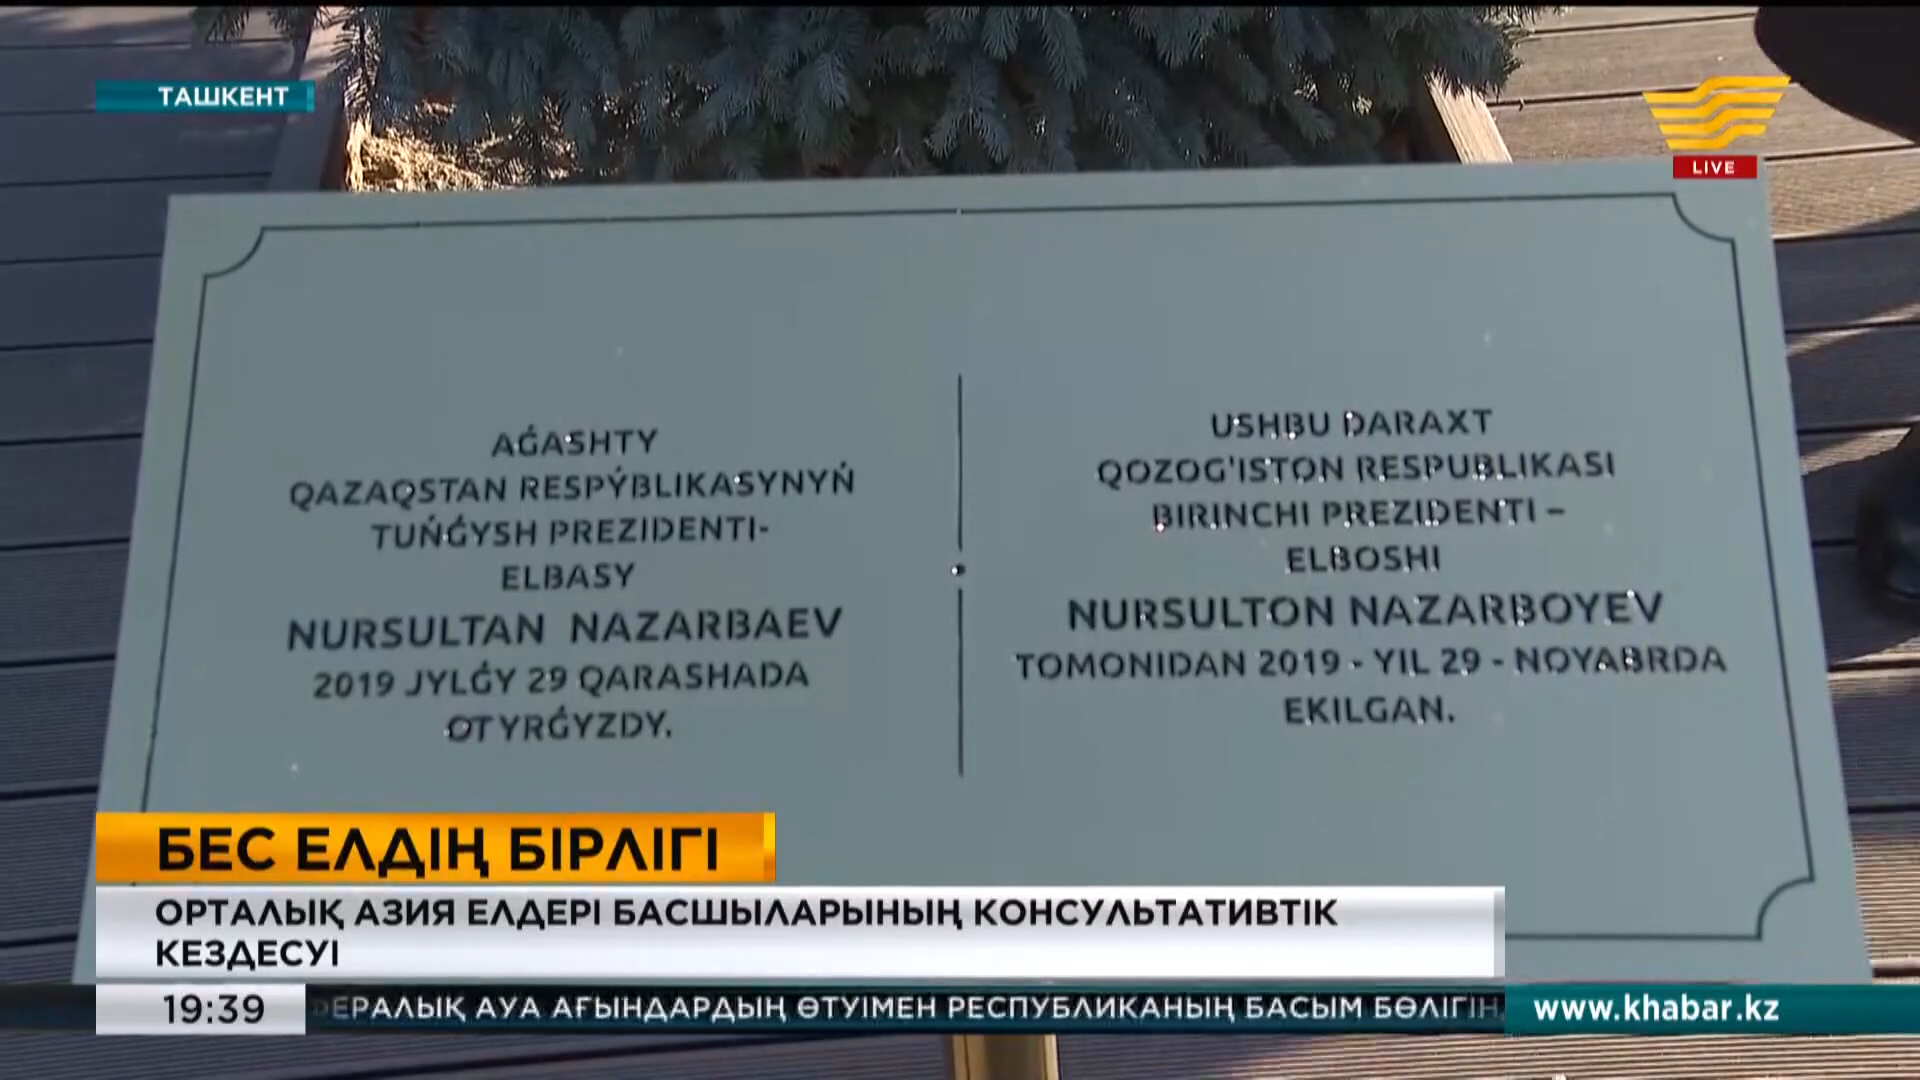 ТАШКЕНТ
LIVE
AǴASHTY
QAZAQSTAN RESPÝBLIKASYNYŃ
TUŃǴYSH PREZIDENTI-
ELBASY
NURSULTAN NAZARBAEV
2019 JYLǴY 29 QARASHADA
OTYRǴYZDY.
USHBU DARAXT
QOZOG'ISTON RESPUBLIKASI
BIRINCHI PREZIDENTI –
ELBOSHI
NURSULTON NAZARBOYEV
TOMONIDAN 2019 - YIL 29 - NOYABRDA
EKILGAN.
БЕС ЕЛДІҢ БІРЛІГІ
ОРТАЛЫҚ АЗИЯ ЕЛДЕРІ БАСШЫЛАРЫНЫҢ КОНСУЛЬТАТИВТІК
КЕЗДЕСУІ
19:39
АУА АҒЫНДАРДЫҢ ӨТУІМЕН РЕСПУБЛИКАНЫҢ БАСЫМ
www.khabar.kz